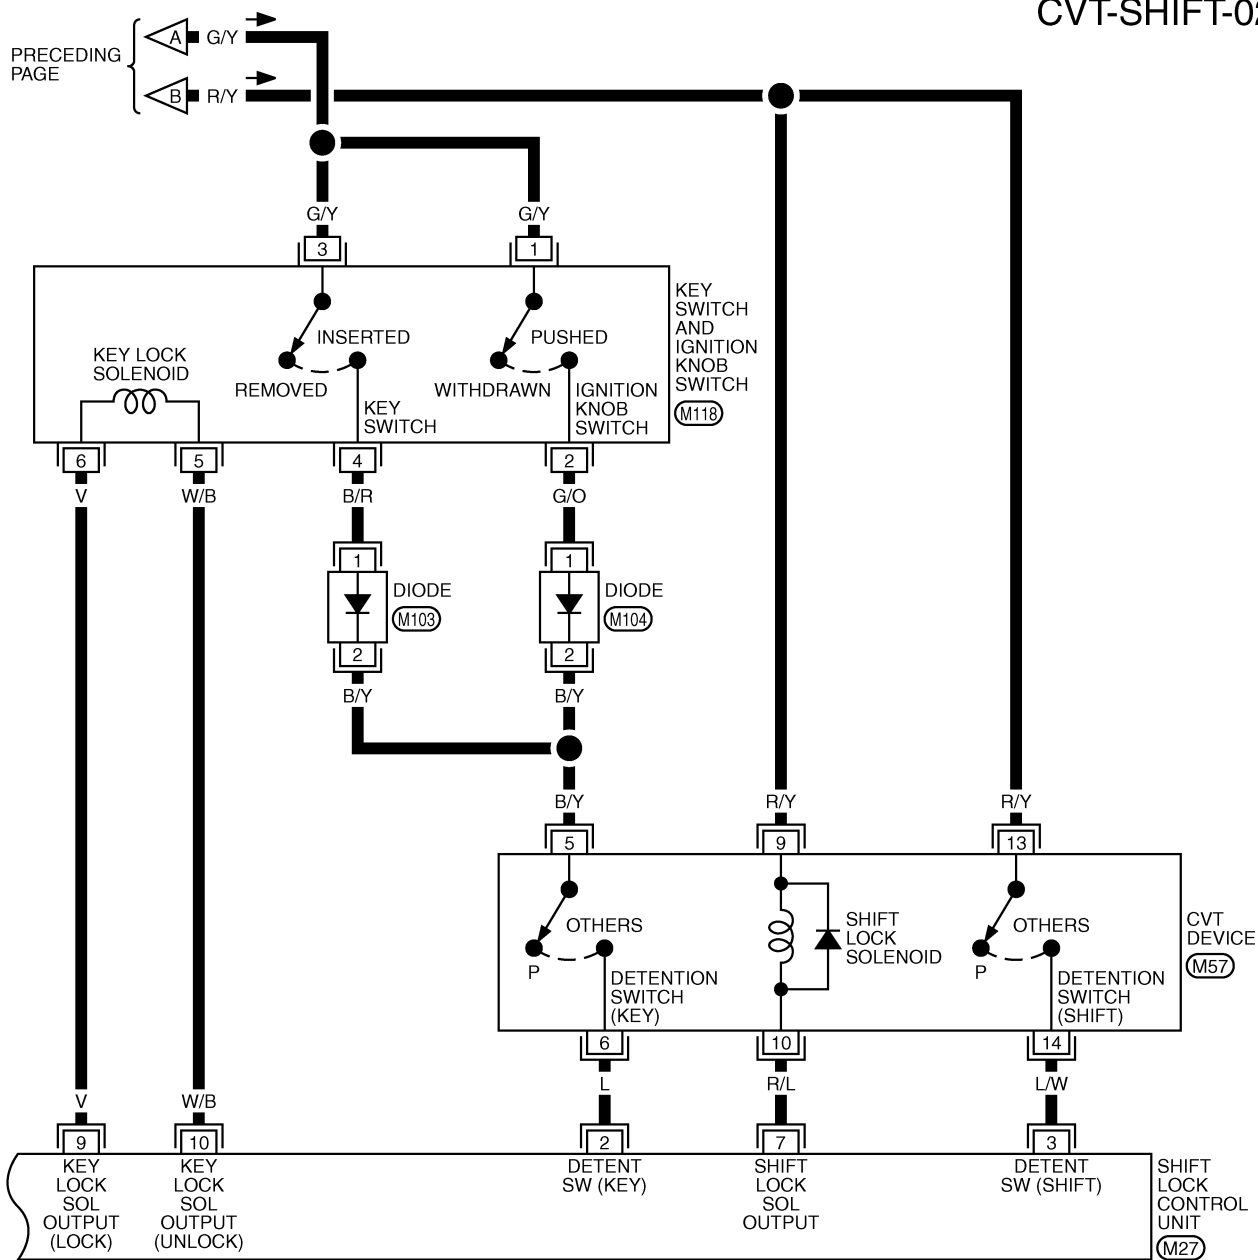 CVT-SHIFT-02
PRECEDING
PAGE
A G/Y
B R/Y
G/Y G/Y
3 1
KEY
SWITCH
AND
IGNITION
KNOB
SWITCH
M118
INSERTED PUSHED
KEY LOCK
SOLENOID
REMOVED WITHDRAWN
KEY
SWITCH
IGNITION
KNOB
SWITCH
6 5 4 2
V W/B B/R G/O
1 1
DIODE
M103
DIODE
M104
2 2
B/Y B/Y
B/Y R/Y R/Y
5 9 13
OTHERS
P
DETENTION
SWITCH
(KEY)
SHIFT
LOCK
SOLENOID
OTHERS
P
DETENTION
SWITCH
(SHIFT)
CVT
DEVICE
M57
6 10 14
L R/L L/W
V W/B
9 10 2 7 3
KEY
LOCK
SOL
OUTPUT
(LOCK)
KEY
LOCK
SOL
OUTPUT
(UNLOCK)
DETENT
SW (KEY)
SHIFT
LOCK
SOL
OUTPUT
DETENT
SW (SHIFT)
SHIFT
LOCK
CONTROL
UNIT
M27